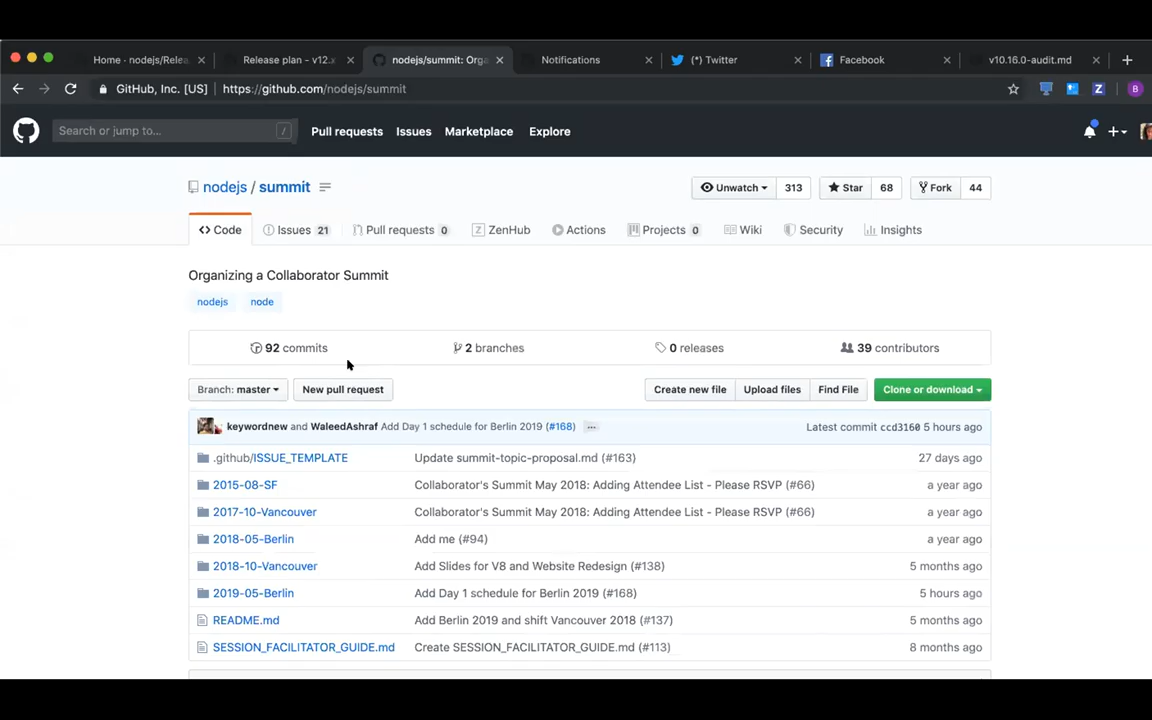 Home - nodejs/Relea
Release plan - v12.x
nodejs/summit: Orga
Notifications
(*) Twitter
Facebook
v10.16.0-audit.md
GitHub, Inc. [US]
https://github.com/nodejs/summit
Z
B
Search or jump to...
/
Pull requests
Issues
Marketplace
Explore
nodejs / summit
Unwatch
313
Star
68
Fork
44
Code
Issues 21
Pull requests 0
ZenHub
Actions
Projects 0
Wiki
Security
Insights
Organizing a Collaborator Summit
nodejs
node
92 commits
2 branches
0 releases
39 contributors
Branch: master
New pull request
Create new file
Upload files
Find File
Clone or download
keywordnew and WaleedAshraf Add Day 1 schedule for Berlin 2019 (#168)
Latest commit ccd3160 5 hours ago
.github/ISSUE_TEMPLATE
Update summit-topic-proposal.md (#163)
27 days ago
2015-08-SF
Collaborator's Summit May 2018: Adding Attendee List - Please RSVP (#66)
a year ago
2017-10-Vancouver
Collaborator's Summit May 2018: Adding Attendee List - Please RSVP (#66)
a year ago
2018-05-Berlin
Add me (#94)
a year ago
2018-10-Vancouver
Add Slides for V8 and Website Redesign (#138)
5 months ago
2019-05-Berlin
Add Day 1 schedule for Berlin 2019 (#168)
5 hours ago
README.md
Add Berlin 2019 and shift Vancouver 2018 (#137)
5 months ago
SESSION_FACILITATOR_GUIDE.md
Create SESSION_FACILITATOR_GUIDE.md (#113)
8 months ago